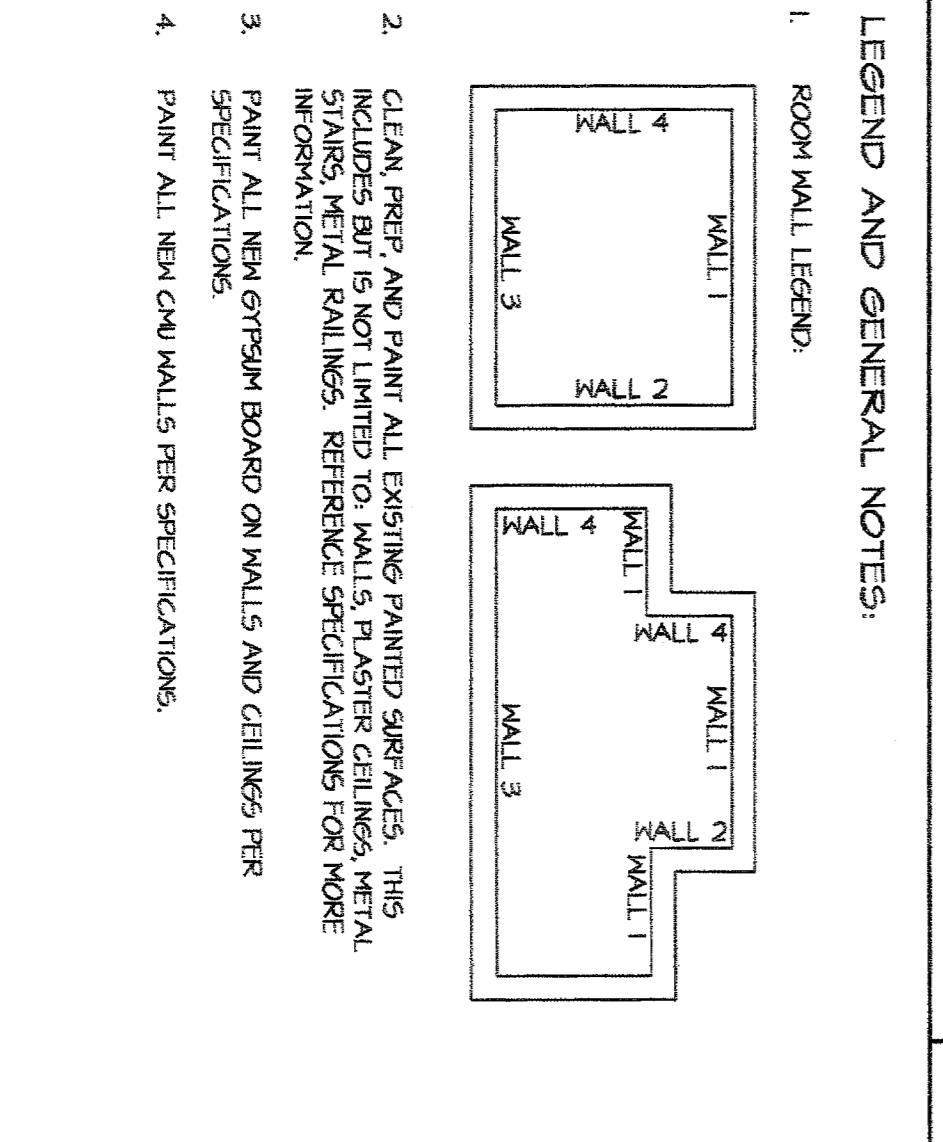 LEGEND AND GENERAL NOTES:
1. ROOM WALL LEGEND:
WALL 1
WALL 4
WALL 2
WALL 3
WALL 1
WALL 4
WALL 2
WALL 1
WALL 1
WALL 4
WALL 3
2. CLEAN, PREP, AND PAINT ALL EXISTING PAINTED SURFACES. THIS
INCLUDES BUT IS NOT LIMITED TO: WALLS, PLASTER CEILINGS, METAL
STAIRS, METAL RAILINGS. REFERENCE SPECIFICATIONS FOR MORE
INFORMATION.
3. PAINT ALL NEW GYPSUM BOARD ON WALLS AND CEILINGS PER
SPECIFICATIONS.
4. PAINT ALL NEW CMU WALLS PER SPECIFICATIONS.